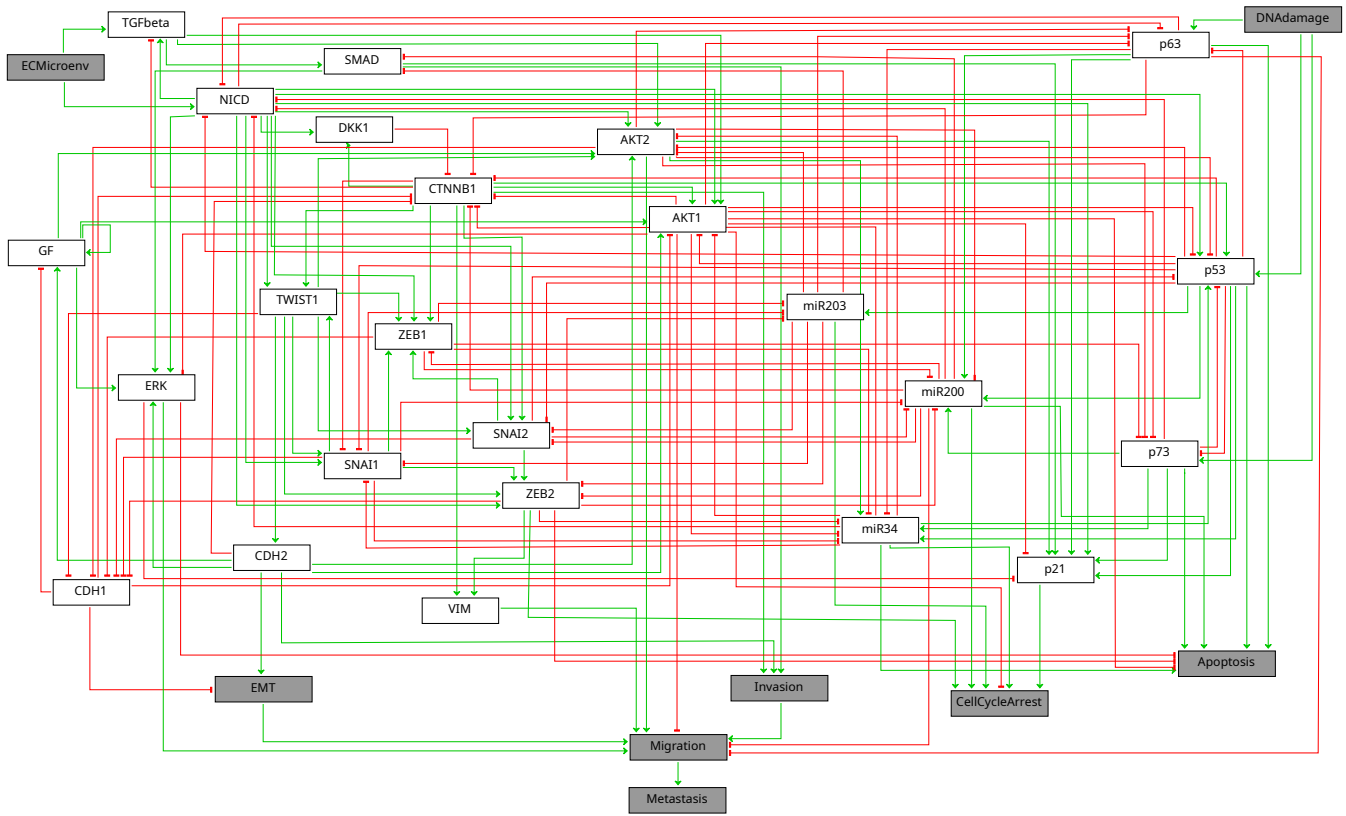 DNAdamage
TGFbeta
p63
SMAD
ECMicroenv
NICD
DKK1
AKT2
CTNNB1
AKT1
GF
p53
TWIST1
miR203
ZEB1
ERK
miR200
SNAI2
p73
SNAI1
ZEB2
miR34
CDH2
p21
CDH1
VIM
Apoptosis
EMT
Invasion
CellCycleArrest
Migration
Metastasis